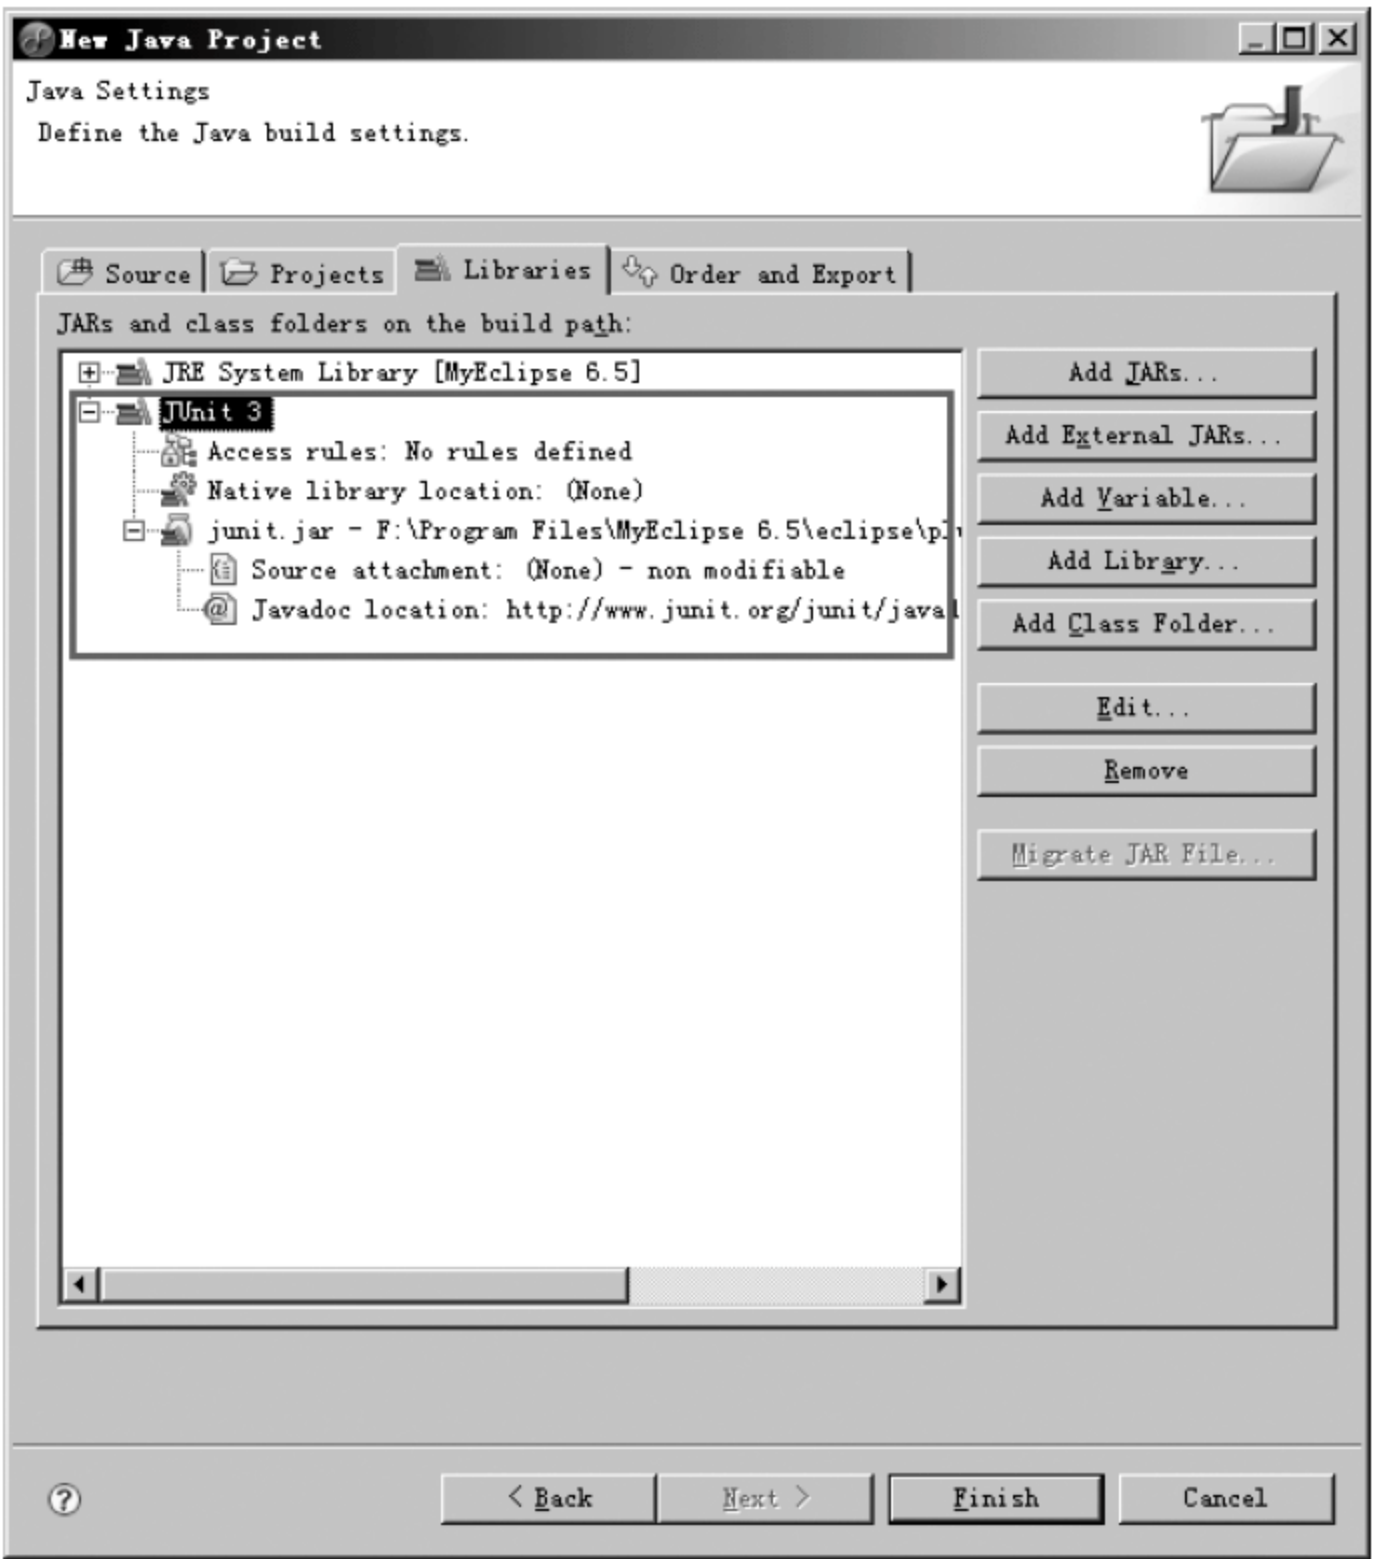 New Java Project
Java Settings
Define the Java build settings.
Source
Projects
Libraries
Order and Export
JARs and class folders on the build path:
JRE System Library [MyEclipse 6.5]
JUnit 3
Access rules: No rules defined
Native library location: (None)
junit.jar - F:\Program Files\MyEclipse 6.5\eclipse\pl
Source attachment: (None) - non modifiable
Javadoc location: http://www.junit.org/junit/java
Add JARs...
Add External JARs...
Add Variable...
Add Library...
Add Class Folder...
Edit...
Remove
Migrate JAR File...
?
< Back
Next >
Finish
Cancel